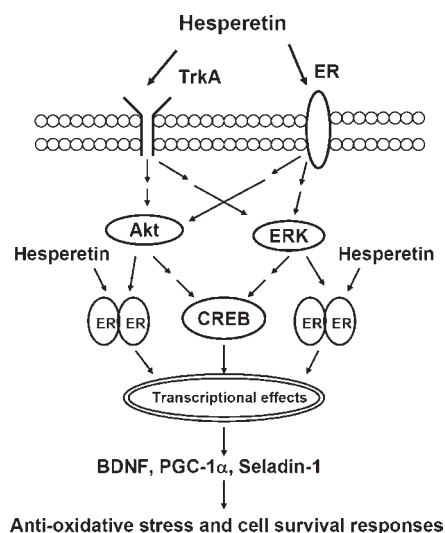 Hesperetin
TrkA
ER
Akt
ERK
Hesperetin
Hesperetin
ER
ER
CREB
ER
ER
Transcriptional effects
BDNF, PGC-1α, Seladin-1
Anti-oxidative stress and cell survival responses